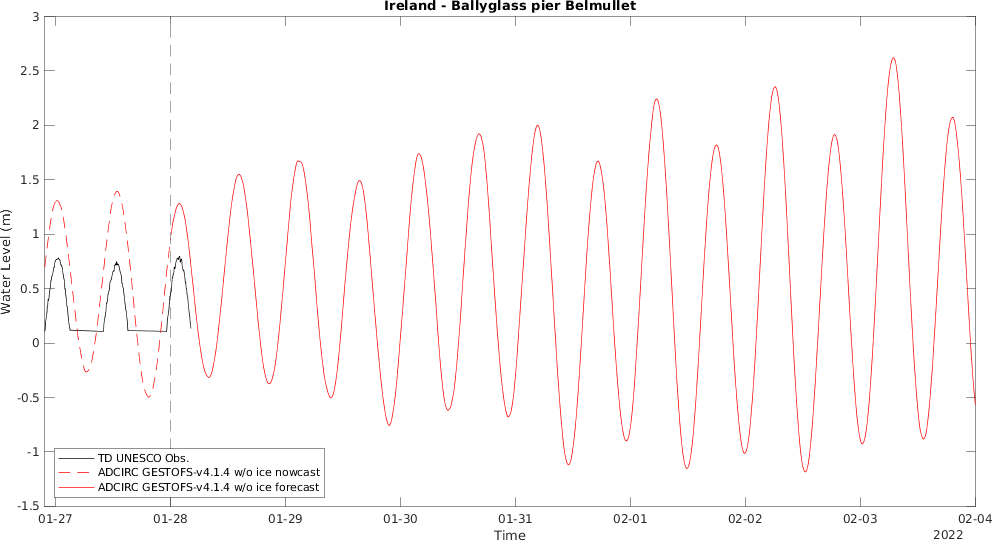 Ireland - Ballyglass pier Belmullet
3
2.5
2
1.5
1
0.5
0
-0.5
-1
-1.5
Water Level (m)
TD UNESCO Obs.
ADCIRC GESTOFS-v4.1.4 w/o ice nowcast
ADCIRC GESTOFS-v4.1.4 w/o ice forecast
01-27 01-28 01-29 01-30 01-31 02-01 02-02 02-03 02-04
Time
2022